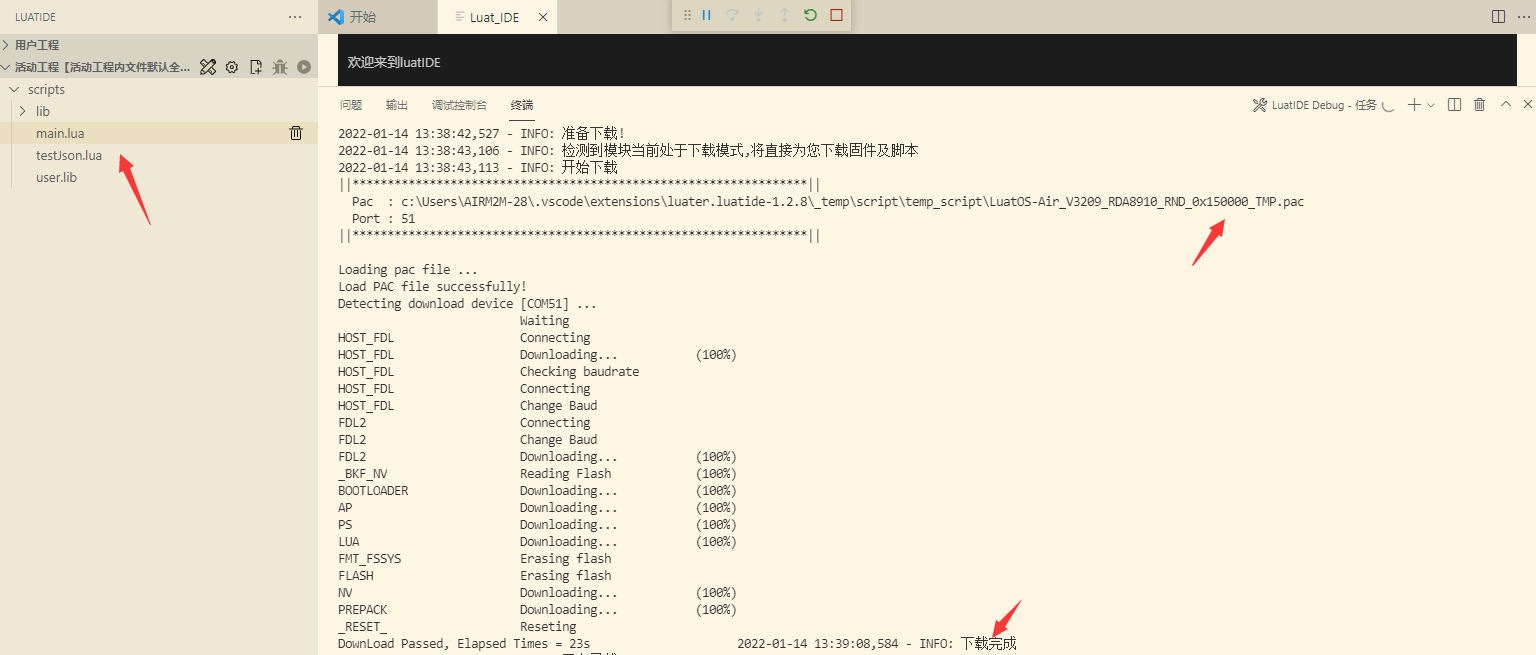 LUATIDE
开始
Luat_IDE
用户工程
活动工程【活动工程内文件默认全...
scripts
lib
main.lua
testJson.lua
user.lib
欢迎来到luatIDE
问题 输出 调试控制台 终端
LuatIDE Debug - 任务
2022-01-14 13:38:42,527 - INFO: 准备下载!
2022-01-14 13:38:43,106 - INFO: 检测到模块当前处于下载模式,将直接为您下载固件及脚本
2022-01-14 13:38:43,113 - INFO: 开始下载
||*****************************************************************||
Pac : c:\Users\AIRM2M-28\.vscode\extensions\luater.luatide-1.2.8\_temp\script\temp_script\LuatOS-Air_V3209_RDA8910_RND_0x150000_TMP.pac
Port : 51
||*****************************************************************||
Loading pac file ...
Load PAC file successfully!
Detecting download device [COM51] ...
Waiting
HOST_FDL Connecting
HOST_FDL Downloading... (100%)
HOST_FDL Checking baudrate
HOST_FDL Connecting
HOST_FDL Change Baud
FDL2 Connecting
FDL2 Change Baud
FDL2 Downloading... (100%)
_BKF_NV Reading Flash (100%)
BOOTLOADER Downloading... (100%)
AP Downloading... (100%)
PS Downloading... (100%)
LUA Downloading... (100%)
FMT_FSSYS Erasing flash
FLASH Erasing flash
NV Downloading... (100%)
PREPACK Downloading... (100%)
_RESET_ Reseting
DownLoad Passed, Elapsed Times = 23s 2022-01-14 13:39:08,584 - INFO: 下载完成